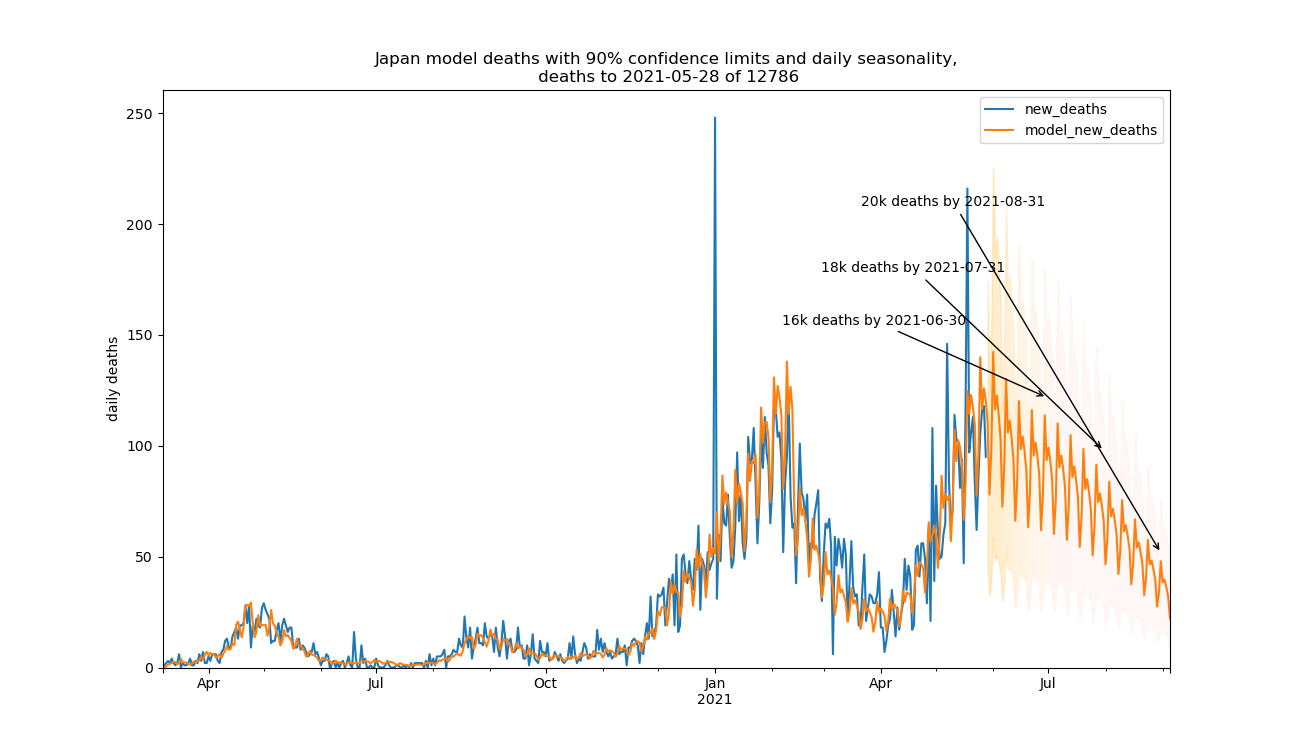 Japan model deaths with 90% confidence limits and daily seasonality,
deaths to 2021-05-28 of 12786
new_deaths
model_new_deaths
20k deaths by 2021-08-31
18k deaths by 2021-07-31
16k deaths by 2021-06-30
daily deaths
250
200
150
100
50
0
Apr
Jul
Oct
Jan
2021
Apr
Jul